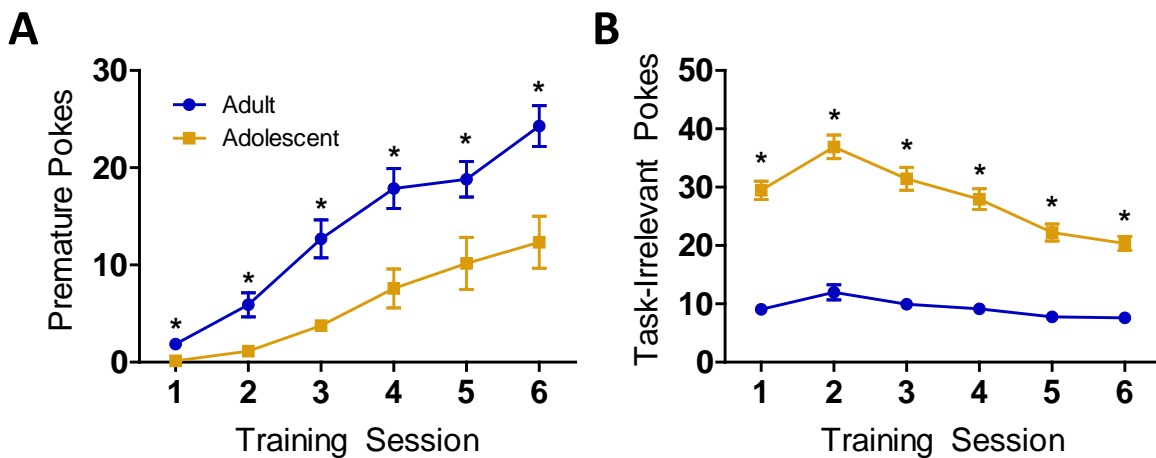 A
Premature Pokes
30
20
10
0
Adult
Adolescent
*
*
*
*
*
*
1 2 3 4 5 6
Training Session
B
Task-Irrelevant Pokes
50
40
30
20
10
0
*
*
*
*
*
*
1 2 3 4 5 6
Training Session